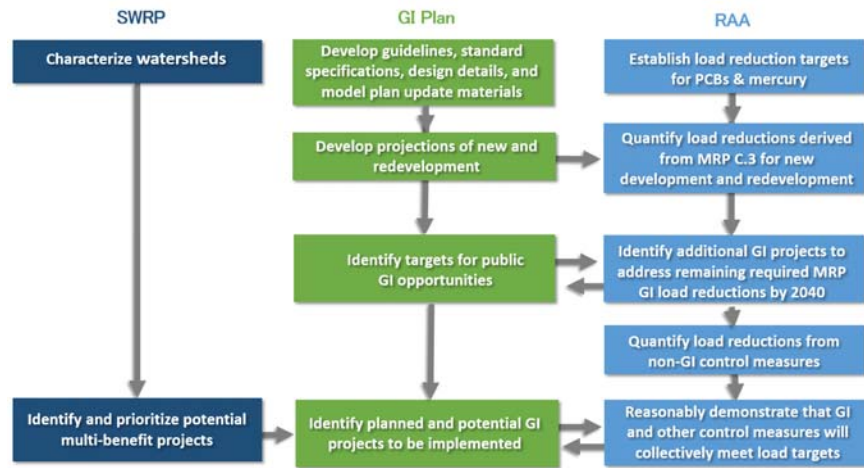 SWRP
GI Plan
RAA
Characterize watersheds
Develop guidelines, standard
specifications, design details, and
model plan update materials
Establish load reduction targets
for PCBs & mercury
Develop projections of new and
redevelopment
Quantify load reductions derived
from MRP C.3 for new
development and redevelopment
Identify targets for public
GI opportunities
Identify additional GI projects to
address remaining required MRP
GI load reductions by 2040
Quantify load reductions from
non-GI control measures
Identify and prioritize potential
multi-benefit projects
Identify planned and potential GI
projects to be implemented
Reasonably demonstrate that GI
and other control measures will
collectively meet load targets